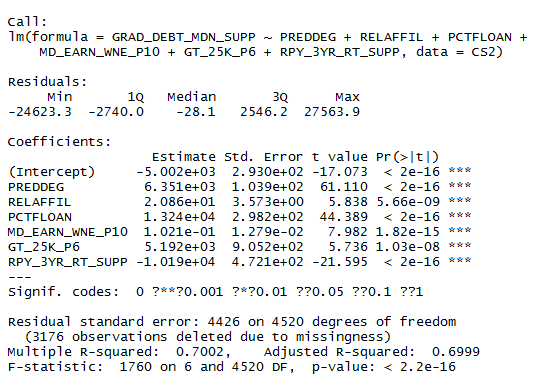 Call:
lm(formula = GRAD_DEBT_MDN_SUPP ~ PREDDEG + RELAFFIL + PCTFLOAN +
    MD_EARN_WNE_P10 + GT_25K_P6 + RPY_3YR_RT_SUPP, data = CS2)
Residuals:
     Min       1Q   Median       3Q      Max
-24623.3  -2740.0    -28.1   2546.2  27563.9
Coefficients:
                  Estimate Std. Error t value Pr(>|t|)
(Intercept)     -5.002e+03  2.930e+02 -17.073  < 2e-16 ***
PREDDEG          6.351e+03  1.039e+02  61.110  < 2e-16 ***
RELAFFIL         2.086e+01  3.573e+00   5.838 5.66e-09 ***
PCTFLOAN         1.324e+04  2.982e+02  44.389  < 2e-16 ***
MD_EARN_WNE_P10  1.021e-01  1.279e-02   7.982 1.82e-15 ***
GT_25K_P6        5.192e+03  9.052e+02   5.736 1.03e-08 ***
RPY_3YR_RT_SUPP -1.019e+04  4.721e+02 -21.595  < 2e-16 ***
---
Signif. codes:  0 ?**?0.001 ?*?0.01 ??0.05 ??0.1 ??1
Residual standard error: 4426 on 4520 degrees of freedom
  (3176 observations deleted due to missingness)
Multiple R-squared:  0.7002,    Adjusted R-squared:  0.6999
F-statistic:  1760 on 6 and 4520 DF,  p-value: < 2.2e-16